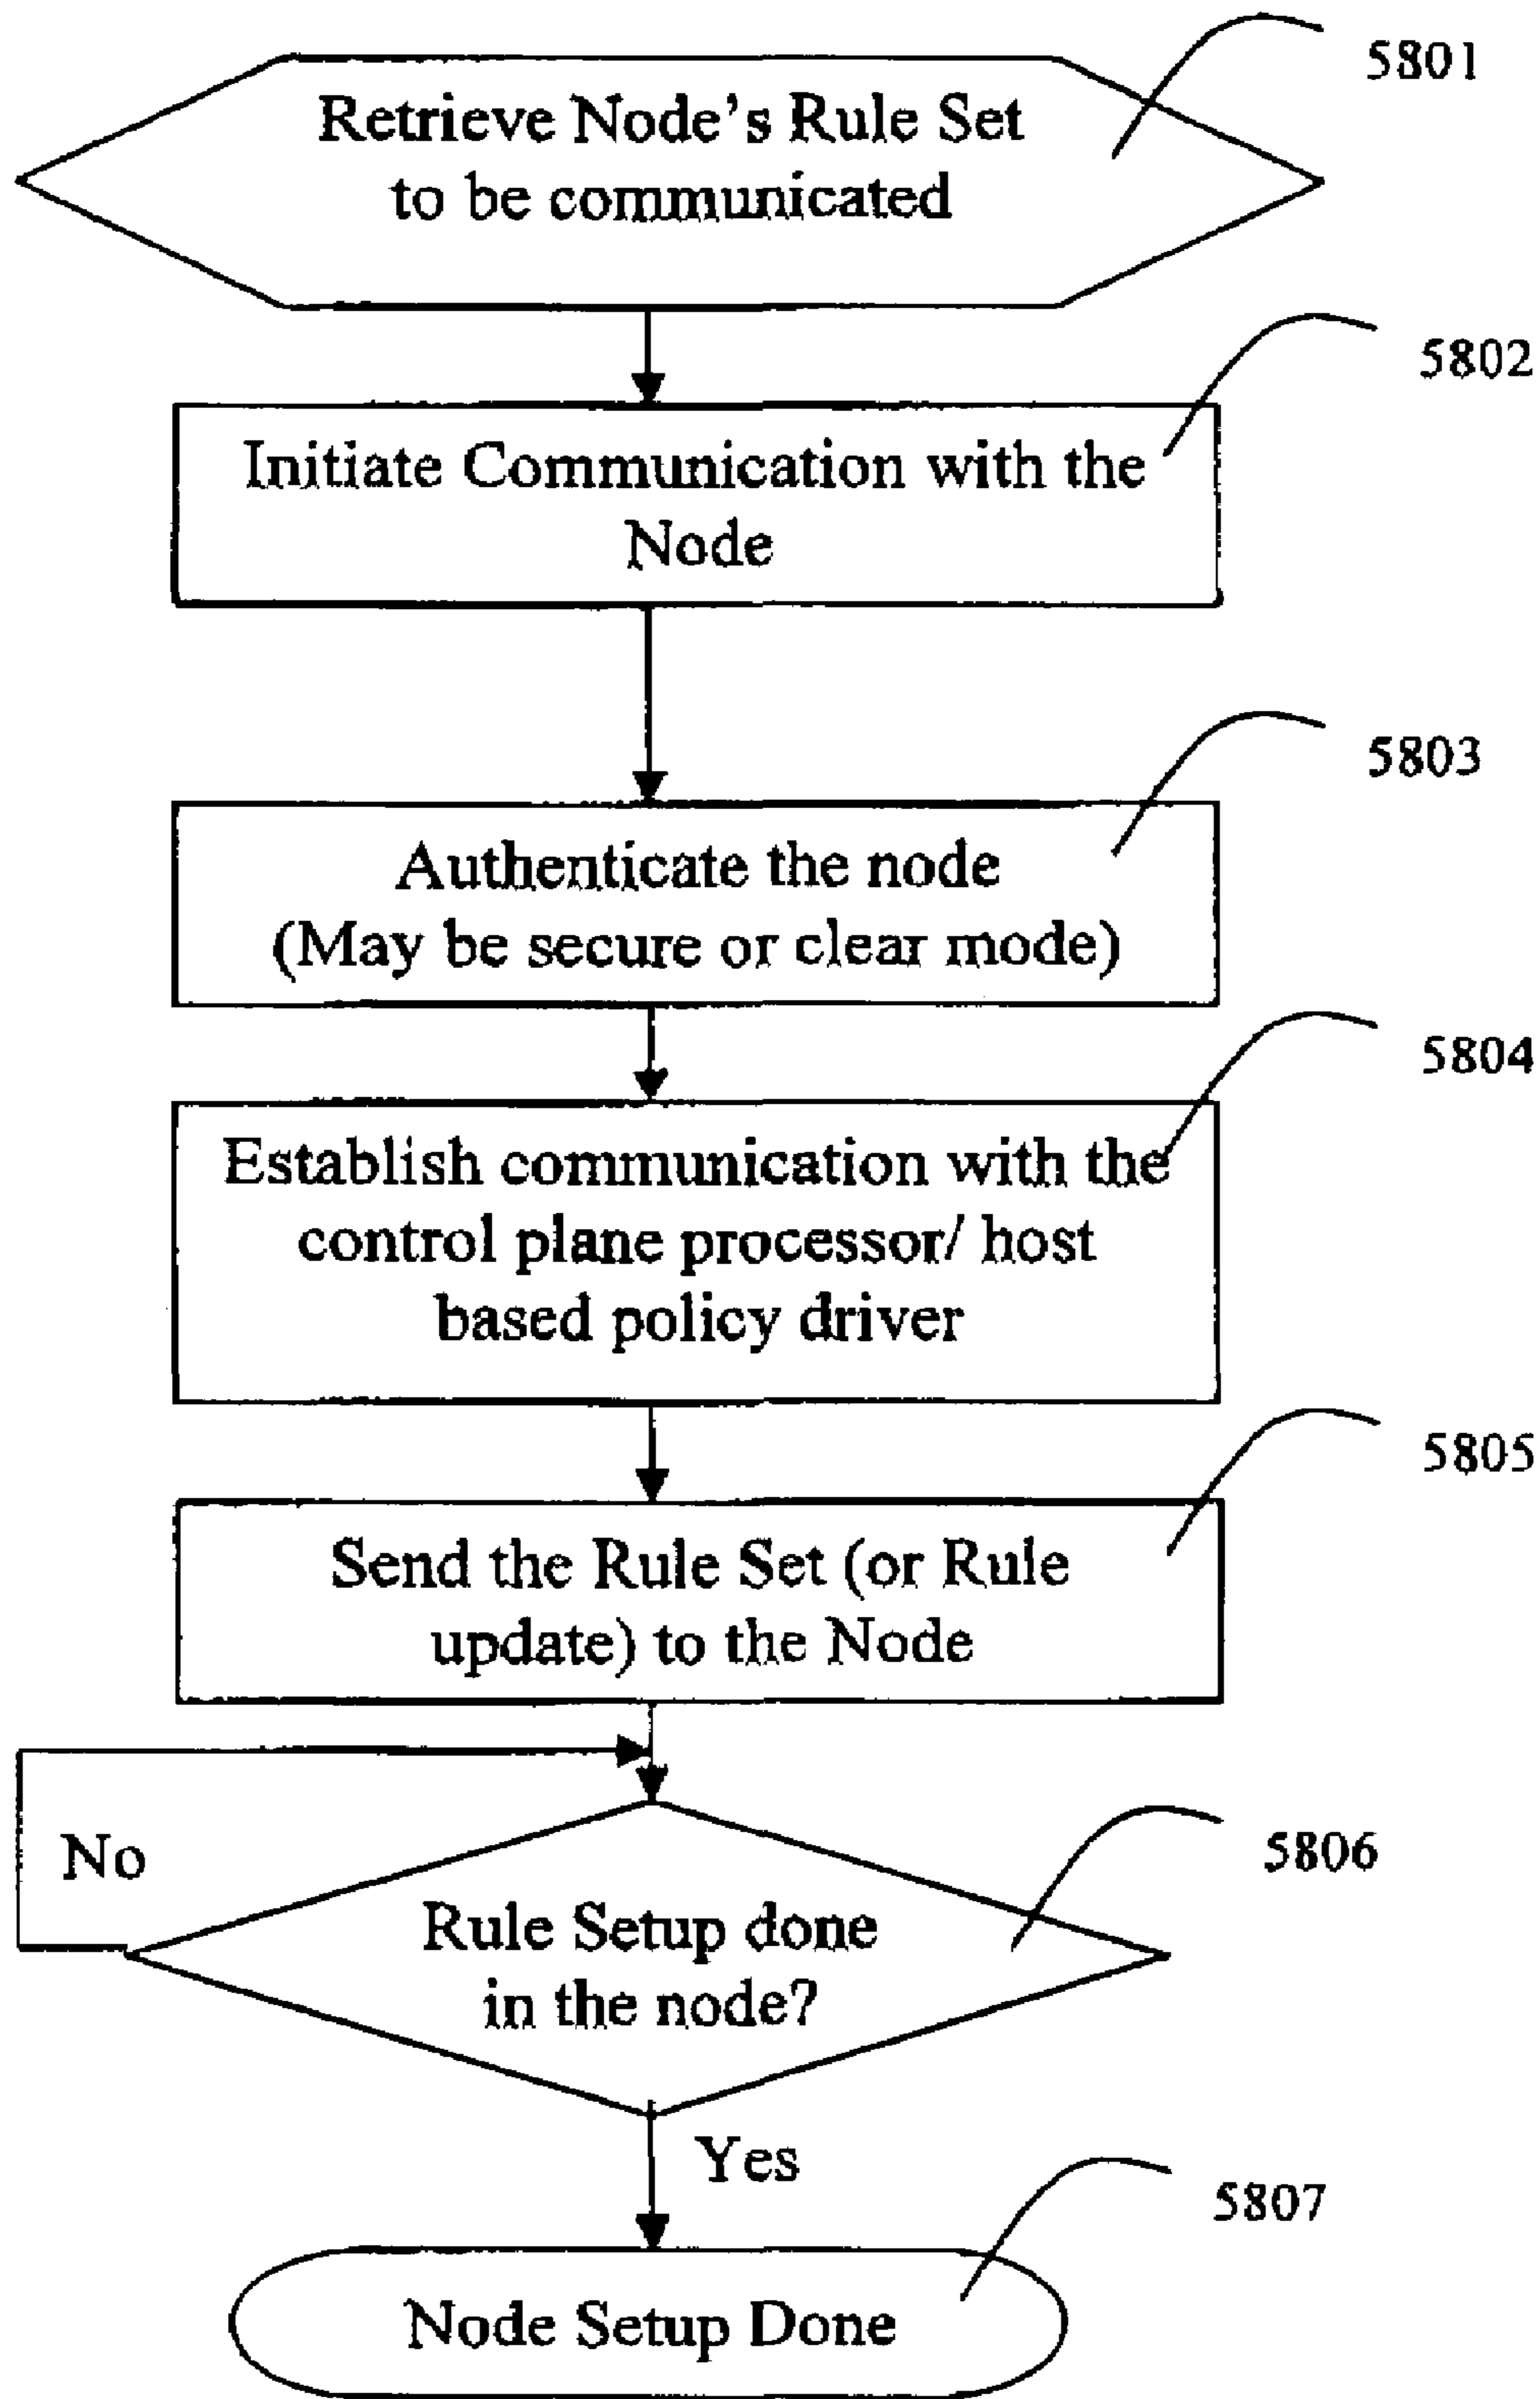 5801
Retrieve Node's Rule Set
to be communicated
5802
Initiate Communication with the
Node
5803
Authenticate the node
(May be secure or clear mode)
5804
Establish communication with the
control plane processor/ host
based policy driver
5805
Send the Rule Set (or Rule
update) to the Node
No
5806
Rule Setup done
in the node?
Yes
5807
Node Setup Done